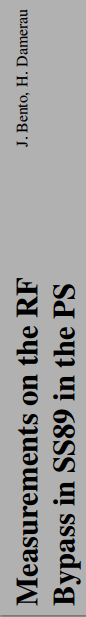 Measurements on the RF
Bypass in SS89 in the PS
J. Bento, H. Damerau